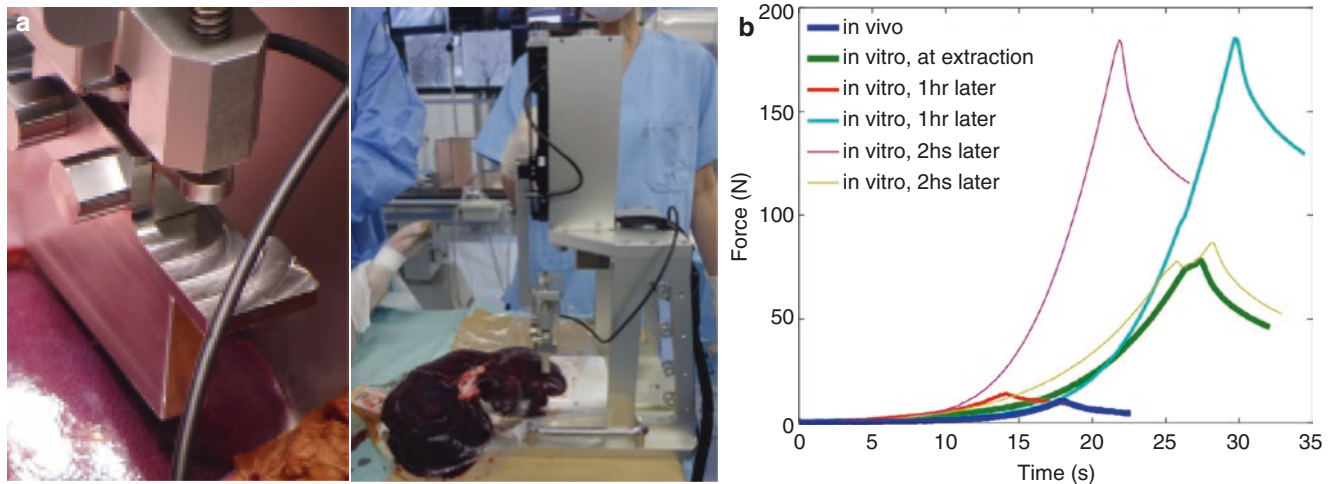 a
b
200
150
100
50
0
Force (N)
in vivo
in vitro, at extraction
in vitro, 1hr later
in vitro, 1hr later
in vitro, 2hs later
in vitro, 2hs later
0 5 10 15 20 25 30 35
Time (s)